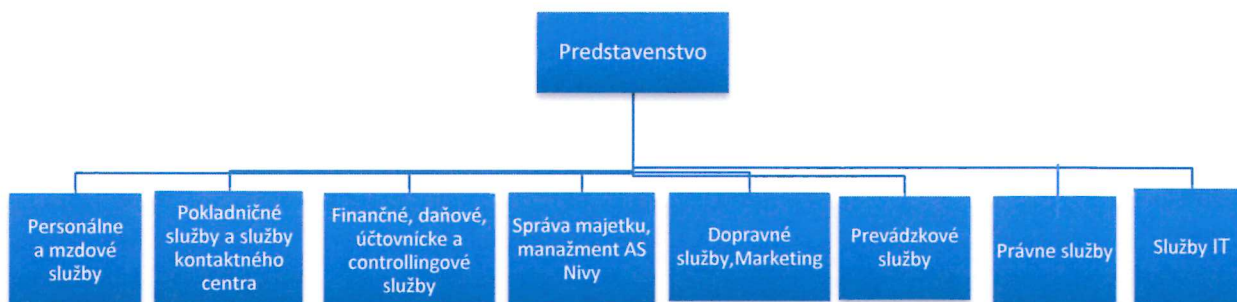 Predstavenstvo
Personálne
a mzdové
služby
Pokladničné
služby a služby
kontaktného
centra
Finančné, daňové,
účtovnícke a
controllingové
služby
Správa majetku,
manažment AS
Nivy
Dopravné
služby,Marketing
Prevádzkové
služby
Právne služby
Služby IT